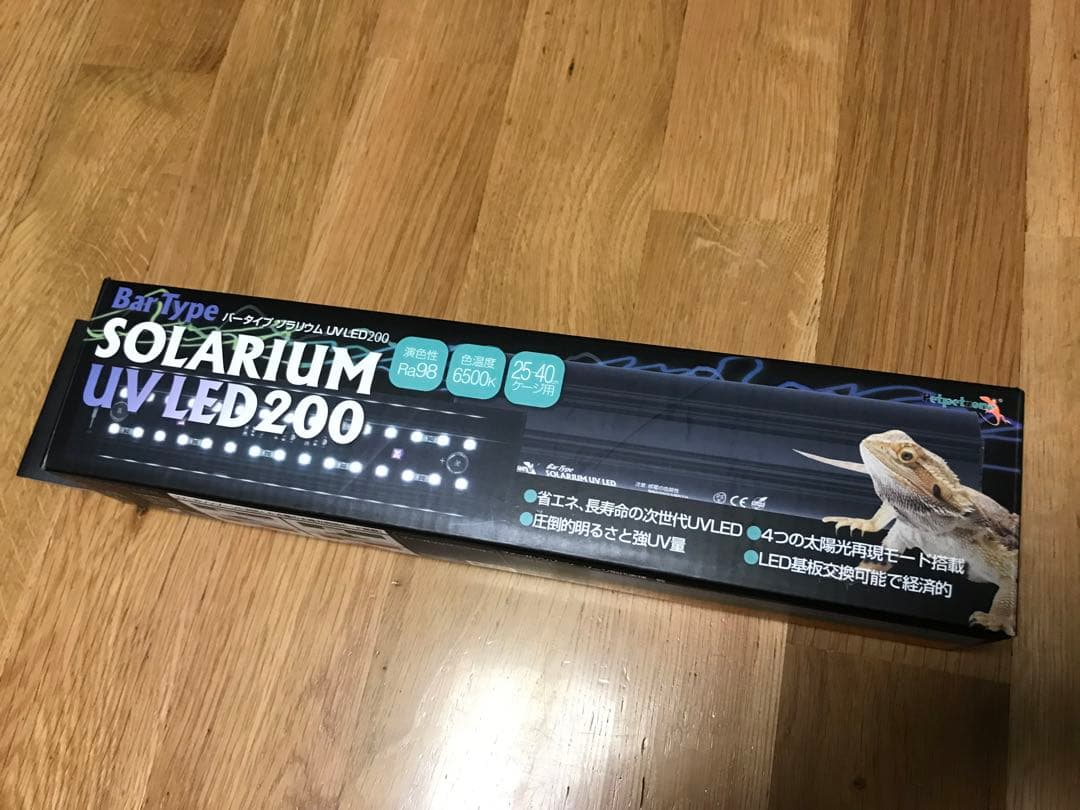 Bar Type
バータイプ ソラリウム UV LED200
SOLARIUM
UV LED200
演色性
Ra98
色温度
6500K
25-40cm
ケージ用
Bar Type
SOLARIUM UV LED
CE
●省エネ、長寿命の次世代UVLED
●圧倒的明るさと強UV量
●4つの太陽光再現モード搭載
●LED基板交換可能で経済的